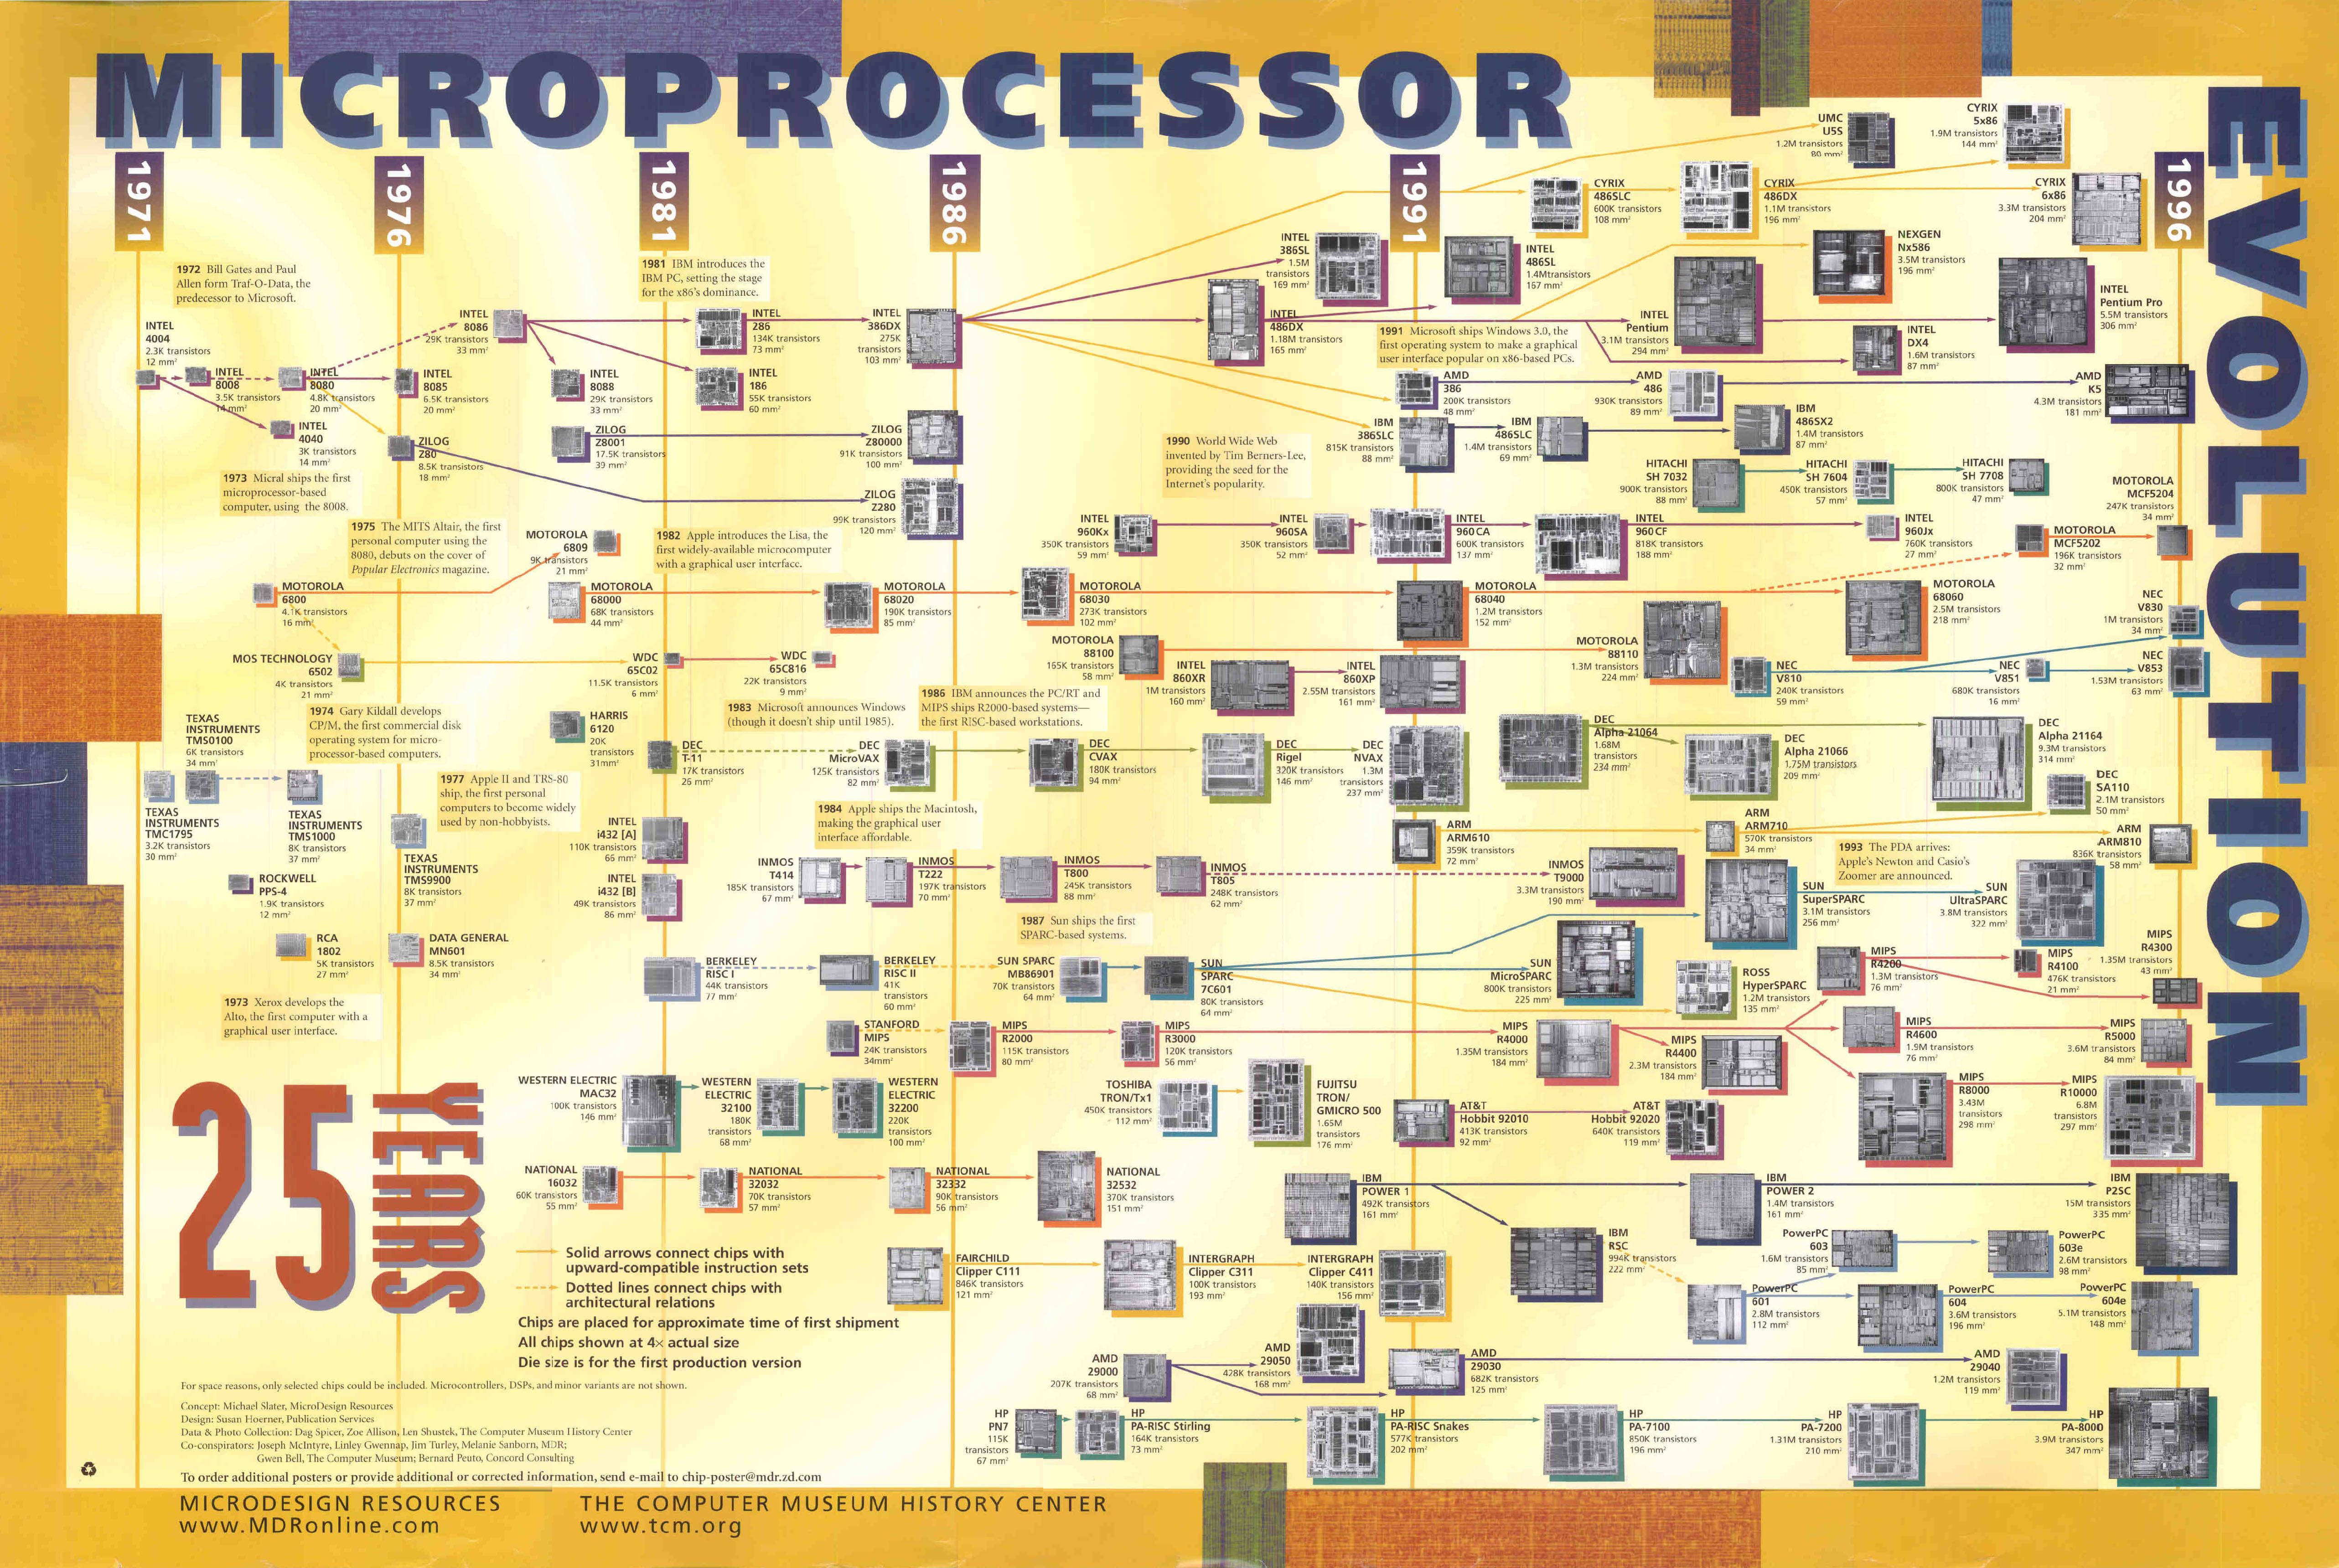 MICROPROCESSOR
EVOLUTION
1971
1976
1981
1986
1991
1996
UMC
U5S
1.2M transistors
80 mm²
CYRIX
5x86
1.9M transistors
144 mm²
CYRIX
486SLC
600K transistors
108 mm²
CYRIX
486DX
1.1M transistors
196 mm²
CYRIX
6x86
3.3M transistors
204 mm²
1972 Bill Gates and Paul
Allen form Traf-O-Data, the
predecessor to Microsoft.
1981 IBM introduces the
IBM PC, setting the stage
for the x86's dominance.
INTEL
386SL
1.5M
transistors
169 mm²
INTEL
486SL
1.4Mtransistors
167 mm²
NEXGEN
Nx586
3.5M transistors
196 mm²
INTEL
4004
2.3K transistors
12 mm²
INTEL
8008
3.5K transistors
14 mm²
INTEL
8080
4.8K transistors
20 mm²
INTEL
8086
29K transistors
33 mm²
INTEL
8085
6.5K transistors
20 mm²
INTEL
8088
29K transistors
33 mm²
INTEL
286
134K transistors
73 mm²
INTEL
186
55K transistors
60 mm²
INTEL
386DX
275K
transistors
103 mm²
INTEL
486DX
1.18M transistors
165 mm²
1991 Microsoft ships Windows 3.0, the
first operating system to make a graphical
user interface popular on x86-based PCs.
INTEL
Pentium
3.1M transistors
294 mm²
INTEL
DX4
1.6M transistors
87 mm²
INTEL
Pentium Pro
5.5M transistors
306 mm²
INTEL
4040
3K transistors
14 mm²
ZILOG
Z80
8.5K transistors
18 mm²
ZILOG
Z8001
17.5K transistors
39 mm²
ZILOG
Z80000
91K transistors
100 mm²
ZILOG
Z280
99K transistors
120 mm²
AMD
386
200K transistors
48 mm²
AMD
486
930K transistors
89 mm²
AMD
K5
4.3M transistors
181 mm²
IBM
386SLC
815K transistors
88 mm²
IBM
486SLC
1.4M transistors
69 mm²
IBM
486SX2
1.4M transistors
87 mm²
1990 World Wide Web
invented by Tim Berners-Lee,
providing the seed for the
Internet's popularity.
HITACHI
SH 7032
900K transistors
88 mm²
HITACHI
SH 7604
450K transistors
57 mm²
HITACHI
SH 7708
800K transistors
47 mm²
MOTOROLA
MCF5204
247K transistors
34 mm²
1973 Micral ships the first
microprocessor-based
computer, using the 8008.
1975 The MITS Altair, the first
personal computer using the
8080, debuts on the cover of
Popular Electronics magazine.
MOTOROLA
6809
9K transistors
21 mm²
1982 Apple introduces the Lisa, the
first widely-available microcomputer
with a graphical user interface.
INTEL
960Kx
350K transistors
59 mm²
INTEL
960SA
350K transistors
52 mm²
INTEL
960CA
600K transistors
137 mm²
INTEL
960CF
818K transistors
188 mm²
INTEL
960Jx
760K transistors
27 mm²
MOTOROLA
MCF5202
196K transistors
32 mm²
MOTOROLA
6800
4.1K transistors
16 mm²
MOTOROLA
68000
68K transistors
44 mm²
MOTOROLA
68020
190K transistors
85 mm²
MOTOROLA
68030
273K transistors
102 mm²
MOTOROLA
68040
1.2M transistors
152 mm²
MOTOROLA
68060
2.5M transistors
218 mm²
NEC
V830
1M transistors
34 mm²
MOS TECHNOLOGY
6502
4K transistors
21 mm²
WDC
65C02
11.5K transistors
6 mm²
WDC
65C816
22K transistors
9 mm²
MOTOROLA
88100
165K transistors
58 mm²
INTEL
860XR
1M transistors
160 mm²
INTEL
860XP
2.55M transistors
161 mm²
MOTOROLA
88110
1.3M transistors
224 mm²
NEC
V810
240K transistors
59 mm²
NEC
V851
680K transistors
16 mm²
NEC
V853
1.53M transistors
63 mm²
1974 Gary Kildall develops
CP/M, the first commercial disk
operating system for micro-
processor-based computers.
1983 Microsoft announces Windows
(though it doesn't ship until 1985).
1986 IBM announces the PC/RT and
MIPS ships R2000-based systems—
the first RISC-based workstations.
TEXAS
INSTRUMENTS
TMS0100
6K transistors
34 mm²
HARRIS
6120
20K
transistors
31mm²
DEC
T-11
17K transistors
26 mm²
DEC
MicroVAX
125K transistors
82 mm²
DEC
CVAX
180K transistors
94 mm²
DEC
Rigel
320K transistors
146 mm²
DEC
NVAX
1.3M
transistors
237 mm²
DEC
Alpha 21064
1.68M
transistors
234 mm²
DEC
Alpha 21066
1.75M transistors
209 mm²
DEC
Alpha 21164
9.3M transistors
314 mm²
DEC
SA110
2.1M transistors
50 mm²
TEXAS
INSTRUMENTS
TMC1795
3.2K transistors
30 mm²
TEXAS
INSTRUMENTS
TMS1000
8K transistors
37 mm²
1977 Apple II and TRS-80
ship, the first personal
computers to become widely
used by non-hobbyists.
1984 Apple ships the Macintosh,
making the graphical user
interface affordable.
TEXAS
INSTRUMENTS
TMS9900
8K transistors
37 mm²
INTEL
i432 [A]
110K transistors
66 mm²
INTEL
i432 [B]
49K transistors
86 mm²
ARM
ARM610
359K transistors
72 mm²
ARM
ARM710
570K transistors
34 mm²
ARM
ARM810
836K transistors
58 mm²
1993 The PDA arrives:
Apple's Newton and Casio's
Zoomer are announced.
ROCKWELL
PPS-4
1.9K transistors
12 mm²
INMOS
T414
185K transistors
67 mm²
INMOS
T222
197K transistors
70 mm²
INMOS
T800
245K transistors
88 mm²
INMOS
T805
248K transistors
62 mm²
INMOS
T9000
3.3M transistors
190 mm²
SUN
SuperSPARC
3.1M transistors
256 mm²
SUN
UltraSPARC
3.8M transistors
322 mm²
RCA
1802
5K transistors
27 mm²
DATA GENERAL
MN601
8.5K transistors
34 mm²
1987 Sun ships the first
SPARC-based systems.
BERKELEY
RISC I
44K transistors
77 mm²
BERKELEY
RISC II
41K
transistors
60 mm²
SUN SPARC
MB86901
70K transistors
64 mm²
SUN
SPARC
7C601
80K transistors
64 mm²
SUN
MicroSPARC
800K transistors
225 mm²
ROSS
HyperSPARC
1.2M transistors
135 mm²
MIPS
R4200
1.3M transistors
76 mm²
MIPS
R4100
476K transistors
21 mm²
MIPS
R4300
1.35M transistors
43 mm²
1973 Xerox develops the
Alto, the first computer with a
graphical user interface.
STANFORD
MIPS
24K transistors
34mm²
MIPS
R2000
115K transistors
80 mm²
MIPS
R3000
120K transistors
56 mm²
MIPS
R4000
1.35M transistors
184 mm²
MIPS
R4400
2.3M transistors
184 mm²
MIPS
R4600
1.9M transistors
76 mm²
MIPS
R5000
3.6M transistors
84 mm²
MIPS
R8000
3.43M
transistors
298 mm²
MIPS
R10000
6.8M
transistors
297 mm²
25
YEARS
WESTERN ELECTRIC
MAC32
100K transistors
146 mm²
WESTERN
ELECTRIC
32100
180K
transistors
68 mm²
WESTERN
ELECTRIC
32200
220K
transistors
100 mm²
TOSHIBA
TRON/Tx1
450K transistors
112 mm²
FUJITSU
TRON/
GMICRO 500
1.65M
transistors
176 mm²
AT&T
Hobbit 92010
413K transistors
92 mm²
AT&T
Hobbit 92020
640K transistors
119 mm²
NATIONAL
16032
60K transistors
55 mm²
NATIONAL
32032
70K transistors
57 mm²
NATIONAL
32332
90K transistors
56 mm²
NATIONAL
32532
370K transistors
151 mm²
IBM
POWER 1
492K transistors
161 mm²
IBM
POWER 2
1.4M transistors
161 mm²
IBM
P2SC
15M transistors
335 mm²
IBM
RSC
994K transistors
222 mm²
PowerPC
603
1.6M transistors
85 mm²
PowerPC
603e
2.6M transistors
98 mm²
PowerPC
601
2.8M transistors
112 mm²
PowerPC
604
3.6M transistors
196 mm²
PowerPC
604e
5.1M transistors
148 mm²
Solid arrows connect chips with
upward-compatible instruction sets
Dotted lines connect chips with
architectural relations
Chips are placed for approximate time of first shipment
All chips shown at 4x actual size
Die size is for the first production version
FAIRCHILD
Clipper C111
846K transistors
121 mm²
INTERGRAPH
Clipper C311
100K transistors
193 mm²
INTERGRAPH
Clipper C411
140K transistors
156 mm²
AMD
29000
207K transistors
68 mm²
AMD
29050
428K transistors
168 mm²
AMD
29030
682K transistors
125 mm²
AMD
29040
1.2M transistors
119 mm²
HP
PN7
115K
transistors
67 mm²
HP
PA-RISC Stirling
164K transistors
73 mm²
HP
PA-RISC Snakes
577K transistors
202 mm²
HP
PA-7100
850K transistors
196 mm²
HP
PA-7200
1.31M transistors
210 mm²
HP
PA-8000
3.9M transistors
347 mm²
For space reasons, only selected chips could be included. Microcontrollers, DSPs, and minor variants are not shown.
Concept: Michael Slater, MicroDesign Resources
Design: Susan Hoerner, Publication Services
Data & Photo Collection: Dag Spicer, Zoe Allison, Len Shustek, The Computer Museum History Center
Co-conspirators: Joseph McIntyre, Linley Gwennap, Jim Turley, Melanie Sanborn, MDR;
Gwen Bell, The Computer Museum; Bernard Peuto, Concord Consulting
To order additional posters or provide additional or corrected information, send e-mail to chip-poster@mdr.zd.com
MICRODESIGN RESOURCES
www.MDRonline.com
THE COMPUTER MUSEUM HISTORY CENTER
www.tcm.org